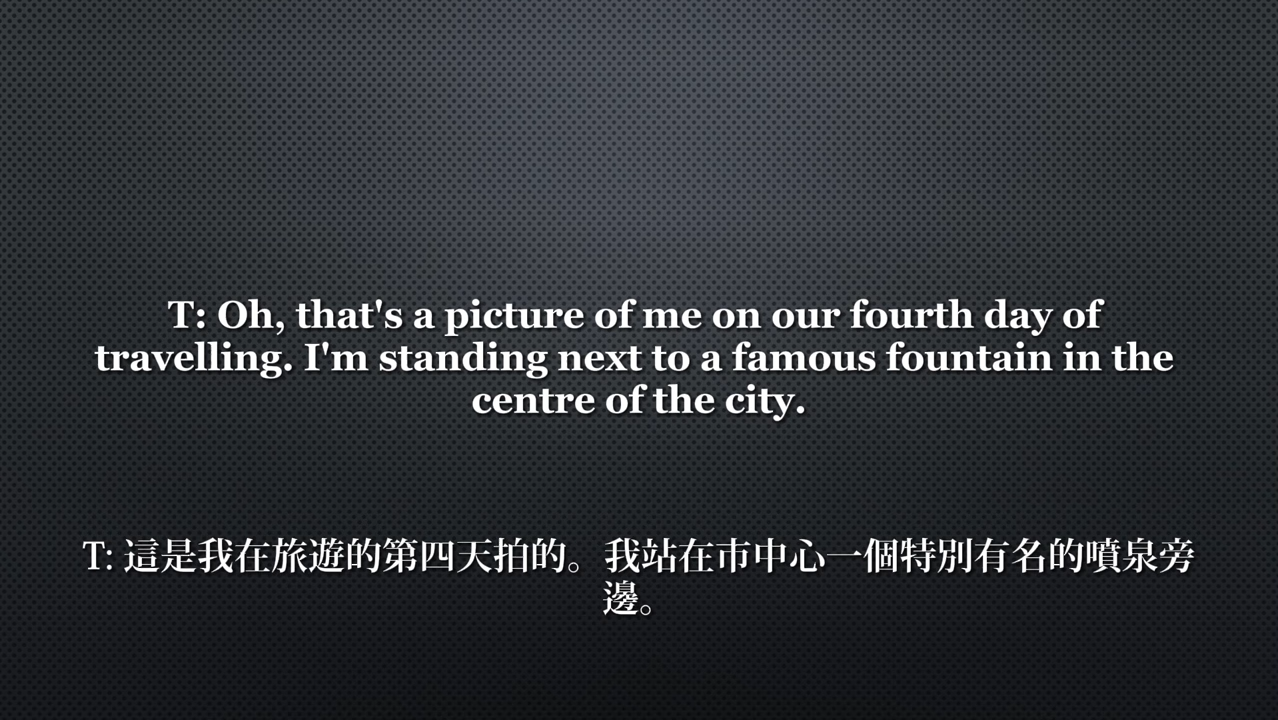 T: Oh, that's a picture of me on our fourth day of
travelling. I'm standing next to a famous fountain in the
centre of the city.
T: 這是我在旅遊的第四天拍的。我站在市中心一個特別有名的噴泉旁
邊。